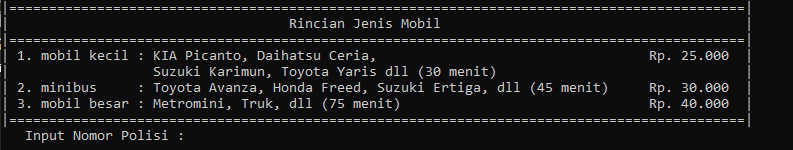 |===========================================================================================|
|                                   Rincian Jenis Mobil                                      |
|===========================================================================================|
| 1. mobil kecil : KIA Picanto, Daihatsu Ceria,                                 Rp. 25.000  |
|                  Suzuki Karimun, Toyota Yaris dll (30 menit)                              |
| 2. minibus     : Toyota Avanza, Honda Freed, Suzuki Ertiga, dll (45 menit)    Rp. 30.000  |
| 3. mobil besar : Metromini, Truk, dll (75 menit)                              Rp. 40.000  |
|===========================================================================================|
  Input Nomor Polisi :